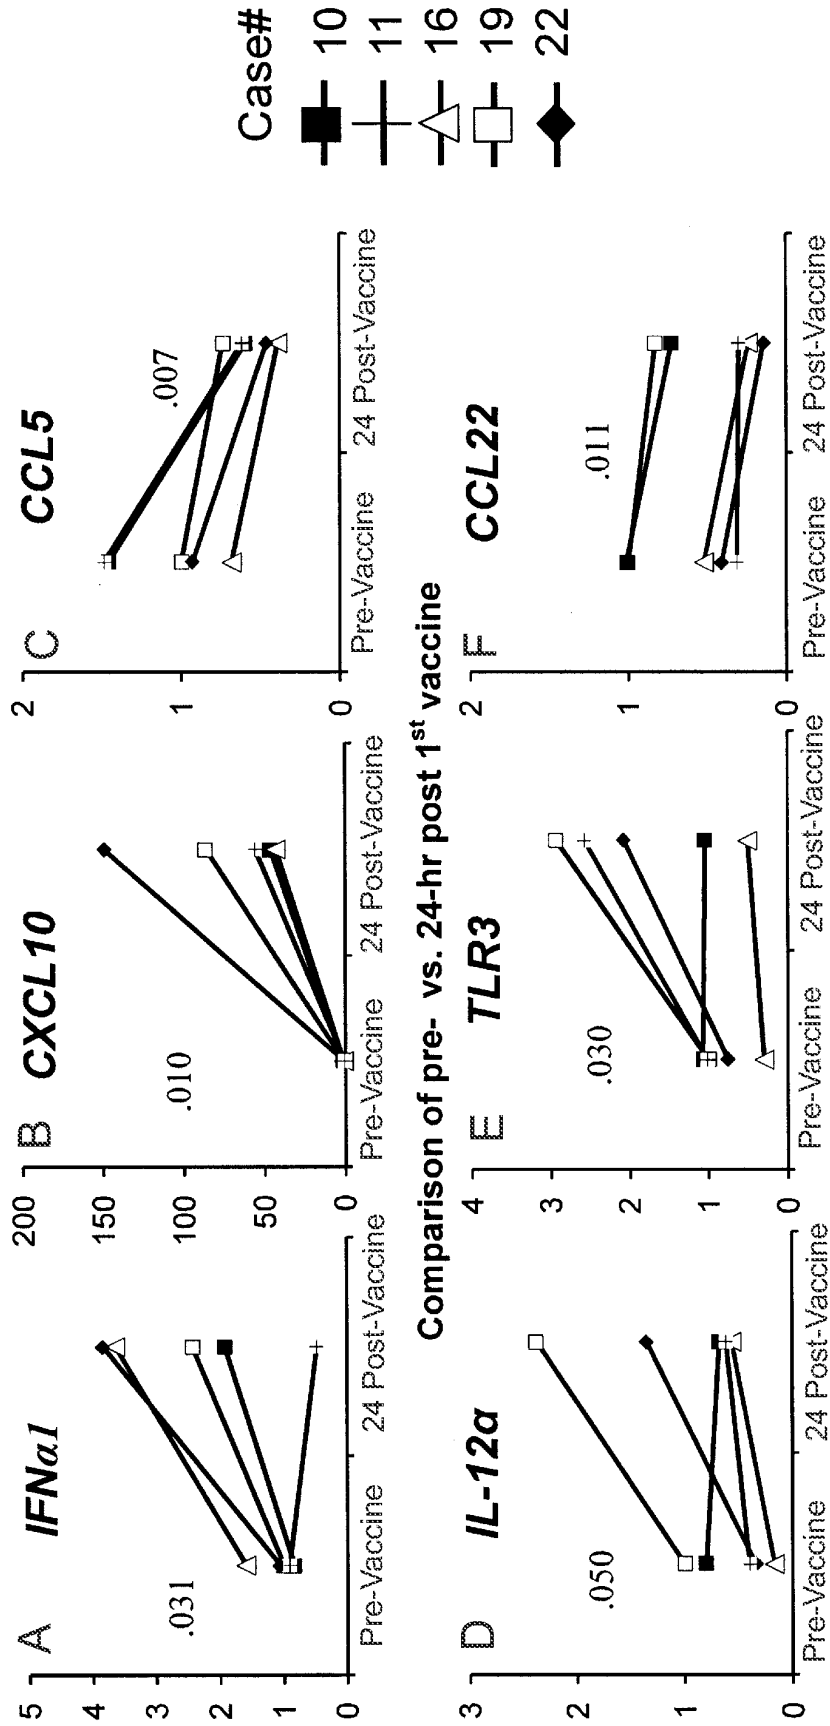 A
IFNα1
5
4
3
2
1
0
.031
Pre-Vaccine
24 Post-Vaccine
B
CXCL10
200
150
100
50
0
.010
Pre-Vaccine
24 Post-Vaccine
C
CCL5
2
1
0
.007
Pre-Vaccine
24 Post-Vaccine
Case#
10
11
16
19
22
Comparison of pre- vs. 24-hr post 1st vaccine
D
IL-12α
3
2
1
0
.050
Pre-Vaccine
24 Post-Vaccine
E
TLR3
4
3
2
1
0
.030
Pre-Vaccine
24 Post-Vaccine
F
CCL22
2
1
0
.011
Pre-Vaccine
24 Post-Vaccine